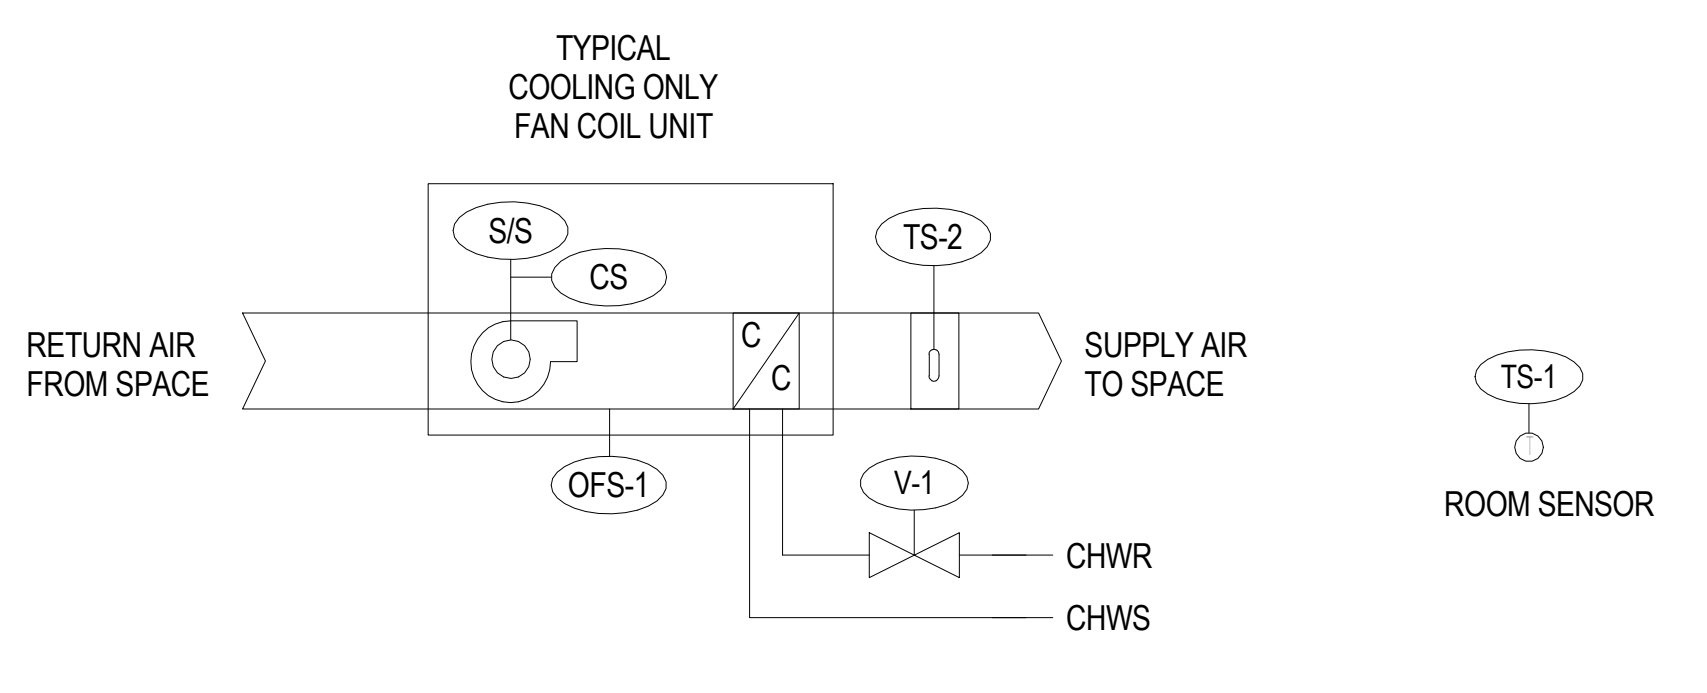 TYPICAL
COOLING ONLY
FAN COIL UNIT
S/S
CS
TS-2
RETURN AIR
FROM SPACE
C
C
SUPPLY AIR
TO SPACE
TS-1
T
ROOM SENSOR
OFS-1
V-1
CHWR
CHWS